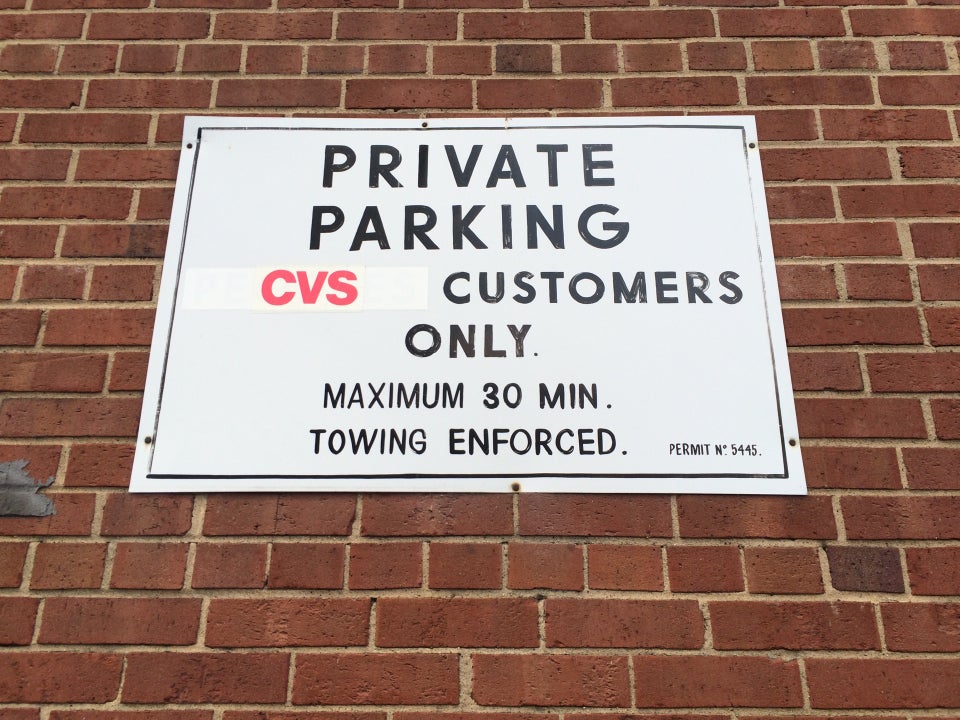 PRIVATE
PARKING
CVS CUSTOMERS
ONLY.
MAXIMUM 30 MIN.
TOWING ENFORCED.
PERMIT Nº. 5445.